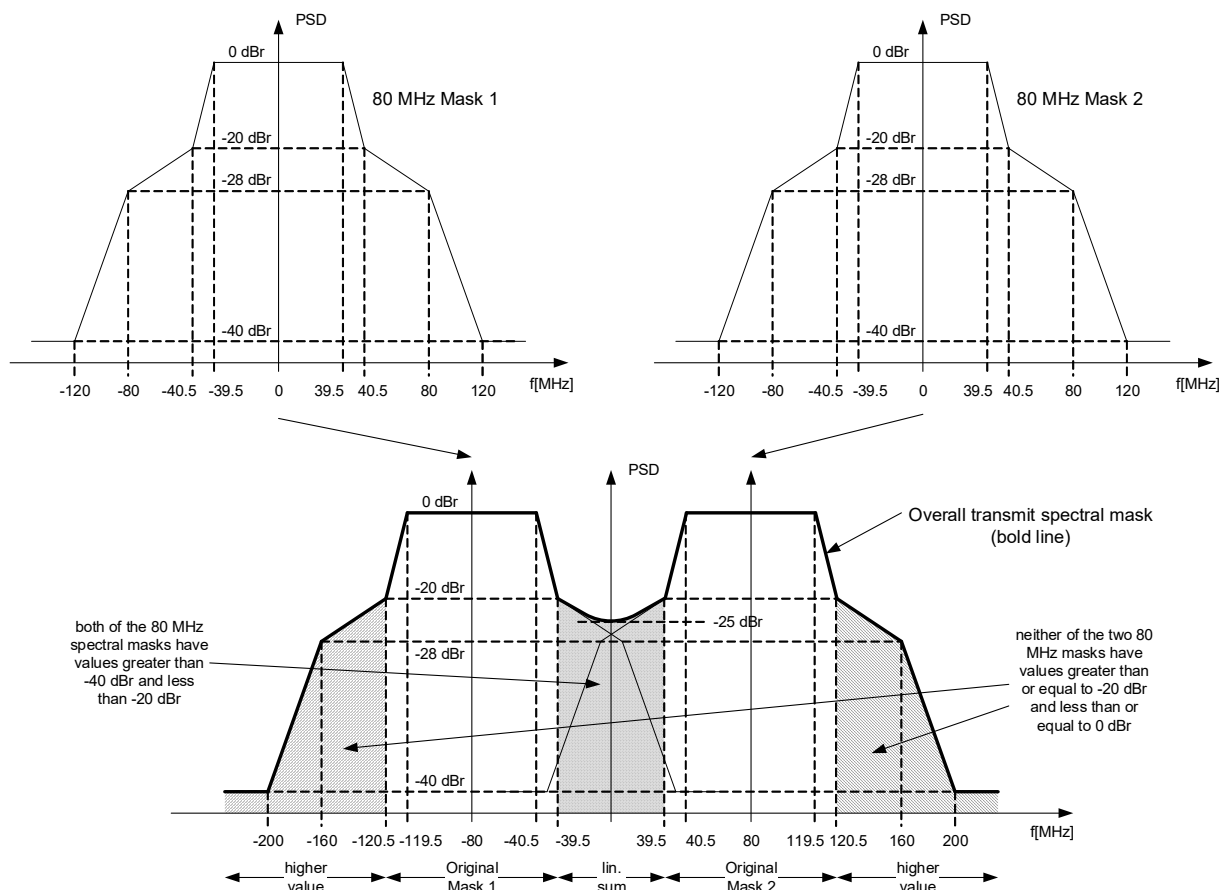 PSD
0 dBr
80 MHz Mask 1
-20 dBr
-28 dBr
-40 dBr
-120 -80 -40.5 -39.5 0 39.5 40.5 80 120 f[MHz]
PSD
0 dBr
80 MHz Mask 2
-20 dBr
-28 dBr
-40 dBr
-120 -80 -40.5 -39.5 0 39.5 40.5 80 120 f[MHz]
PSD
0 dBr
Overall transmit spectral mask
(bold line)
-20 dBr
-25 dBr
-28 dBr
-40 dBr
both of the 80 MHz
spectral masks have
values greater than
-40 dBr and less
than -20 dBr
neither of the two 80
MHz masks have
values greater than
or equal to -20 dBr
and less than or
equal to 0 dBr
-200 -160 -120.5 -119.5 -80 -40.5 -39.5 39.5 40.5 80 119.5 120.5 160 200 f[MHz]
higher
value
Original
Mask 1
lin.
sum
Original
Mask 2
higher
value